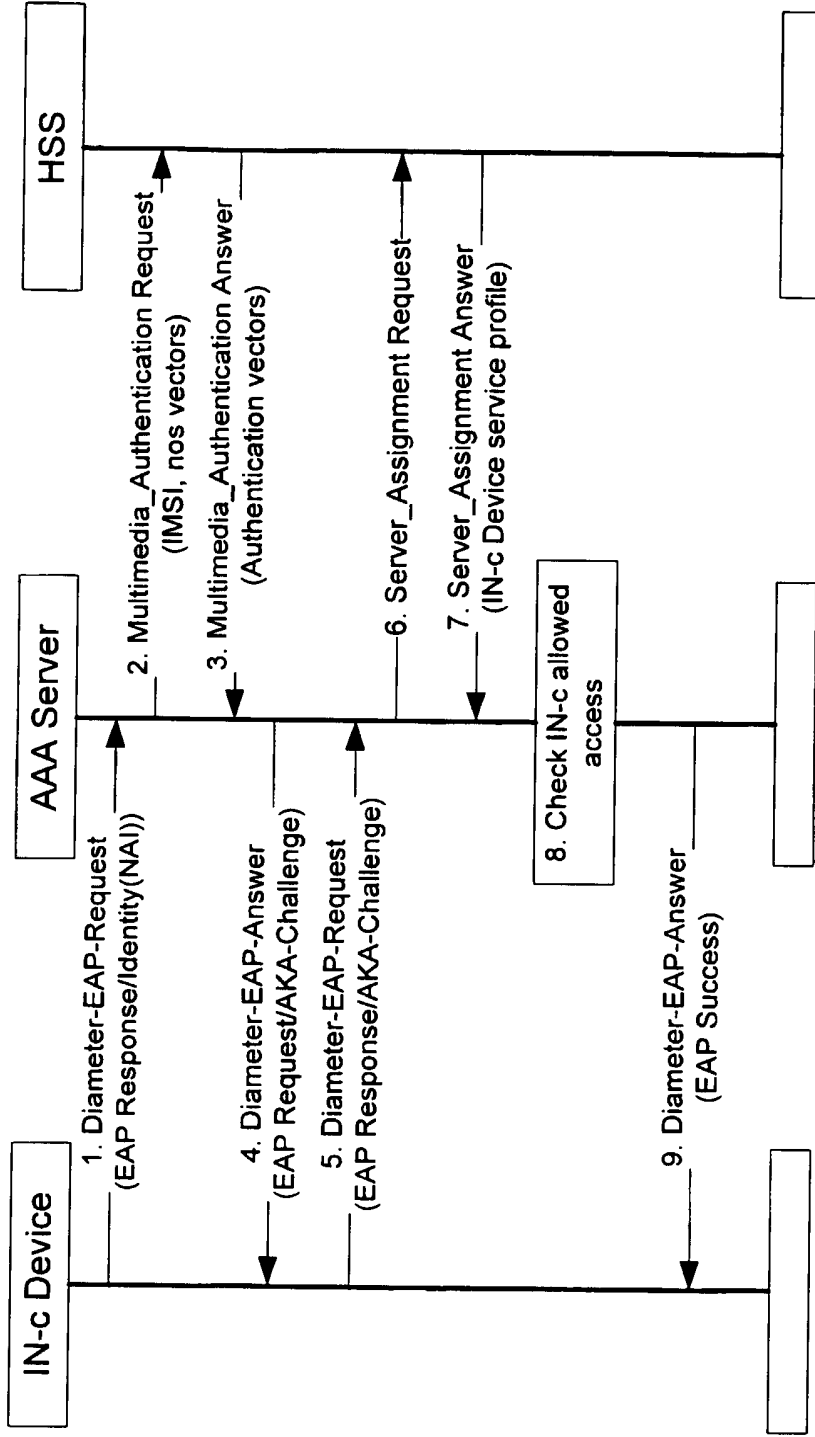 IN-c Device
AAA Server
HSS
1. Diameter-EAP-Request
(EAP Response/Identity(NAI))
2. Multimedia_Authentication Request
(IMSI, nos vectors)
3. Multimedia_Authentication Answer
(Authentication vectors)
4. Diameter-EAP-Answer
(EAP Request/AKA-Challenge)
5. Diameter-EAP-Request
(EAP Response/AKA-Challenge)
6. Server_Assignment Request
7. Server_Assignment Answer
(IN-c Device service profile)
8. Check IN-c allowed
access
9. Diameter-EAP-Answer
(EAP Success)